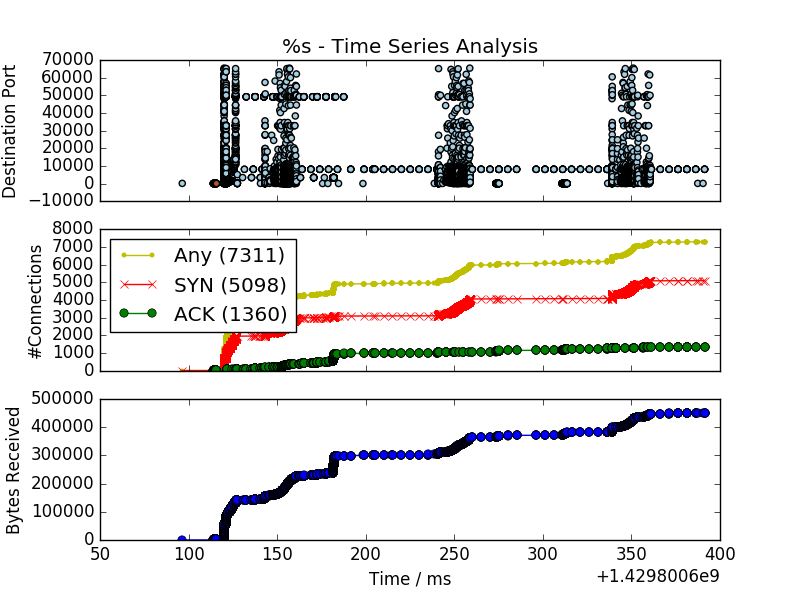 %s - Time Series Analysis
Destination Port
70000
60000
50000
40000
30000
20000
10000
0
−10000
#Connections
8000
7000
6000
5000
4000
3000
2000
1000
0
Any (7311)
SYN (5098)
ACK (1360)
Bytes Received
500000
400000
300000
200000
100000
0
50 100 150 200 250 300 350 400
Time / ms
+1.4298006e9